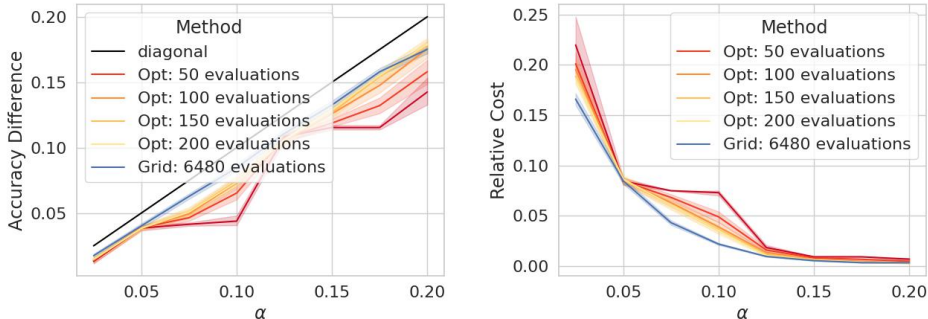 Method
diagonal
Opt: 50 evaluations
Opt: 100 evaluations
Opt: 150 evaluations
Opt: 200 evaluations
Grid: 6480 evaluations
Accuracy Difference
0.20
0.15
0.10
0.05
0.05
0.10
0.15
0.20
α
Method
Opt: 50 evaluations
Opt: 100 evaluations
Opt: 150 evaluations
Opt: 200 evaluations
Grid: 6480 evaluations
Relative Cost
0.25
0.20
0.15
0.10
0.05
0.00
0.05
0.10
0.15
0.20
α